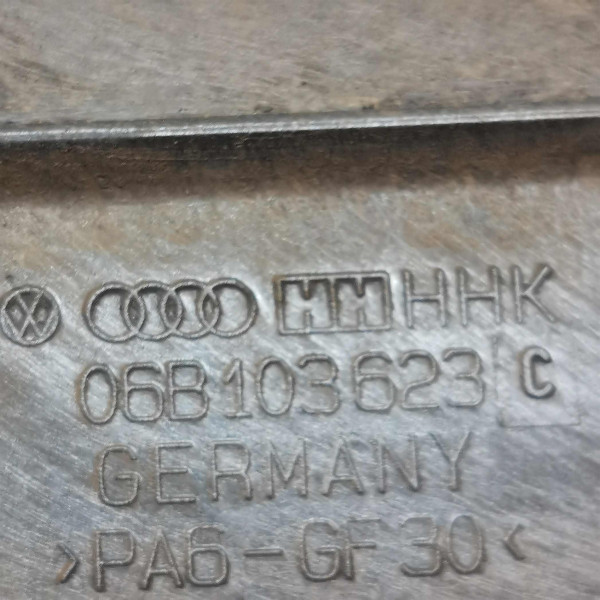 HHK
06B103623 C
GERMANY
>PA6-GF30<